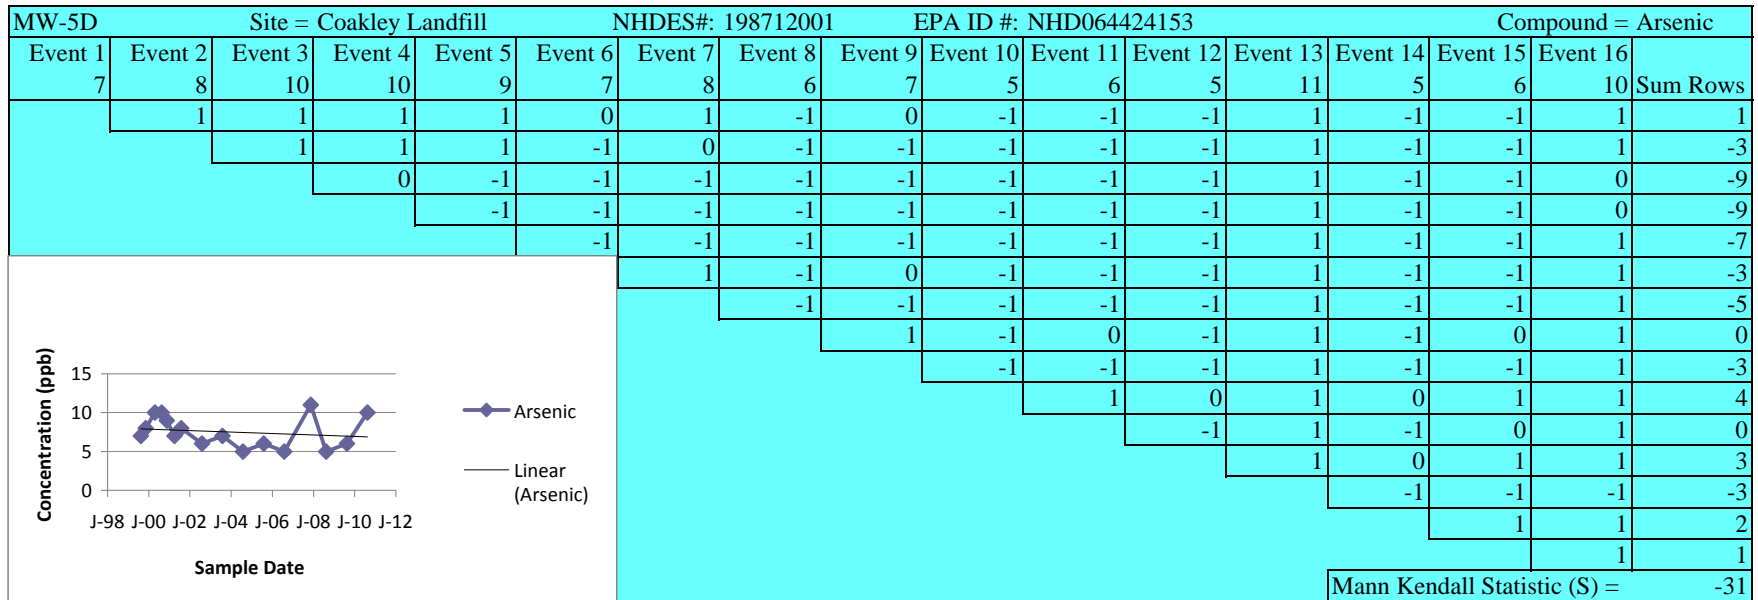 MW-5D Site = Coakley Landfill NHDES#: 198712001 EPA ID #: NHD064424153 Compound = Arsenic
Event 1 Event 2 Event 3 Event 4 Event 5 Event 6 Event 7 Event 8 Event 9 Event 10 Event 11 Event 12 Event 13 Event 14 Event 15 Event 16
7 8 10 10 9 7 8 6 7 5 6 5 11 5 6 10 Sum Rows
1 1 1 1 0 1 -1 0 -1 -1 -1 1 -1 -1 1 1
1 1 1 -1 0 -1 -1 -1 -1 -1 1 -1 -1 1 -3
0 -1 -1 -1 -1 -1 -1 -1 -1 1 -1 -1 0 -9
-1 -1 -1 -1 -1 -1 -1 -1 1 -1 -1 0 -9
-1 -1 -1 -1 -1 -1 -1 1 -1 -1 1 -7
1 -1 0 -1 -1 -1 1 -1 -1 1 -3
-1 -1 -1 -1 -1 1 -1 -1 1 -5
1 -1 0 -1 1 -1 0 1 0
-1 -1 -1 1 -1 -1 1 -3
1 0 1 0 1 1 4
-1 1 -1 0 1 0
1 0 1 1 3
-1 -1 -1 -3
1 1 2
1 1
Mann Kendall Statistic (S) = -31
Concentration (ppb)
15
10
5
0
J-98 J-00 J-02 J-04 J-06 J-08 J-10 J-12
Sample Date
Arsenic
Linear
(Arsenic)